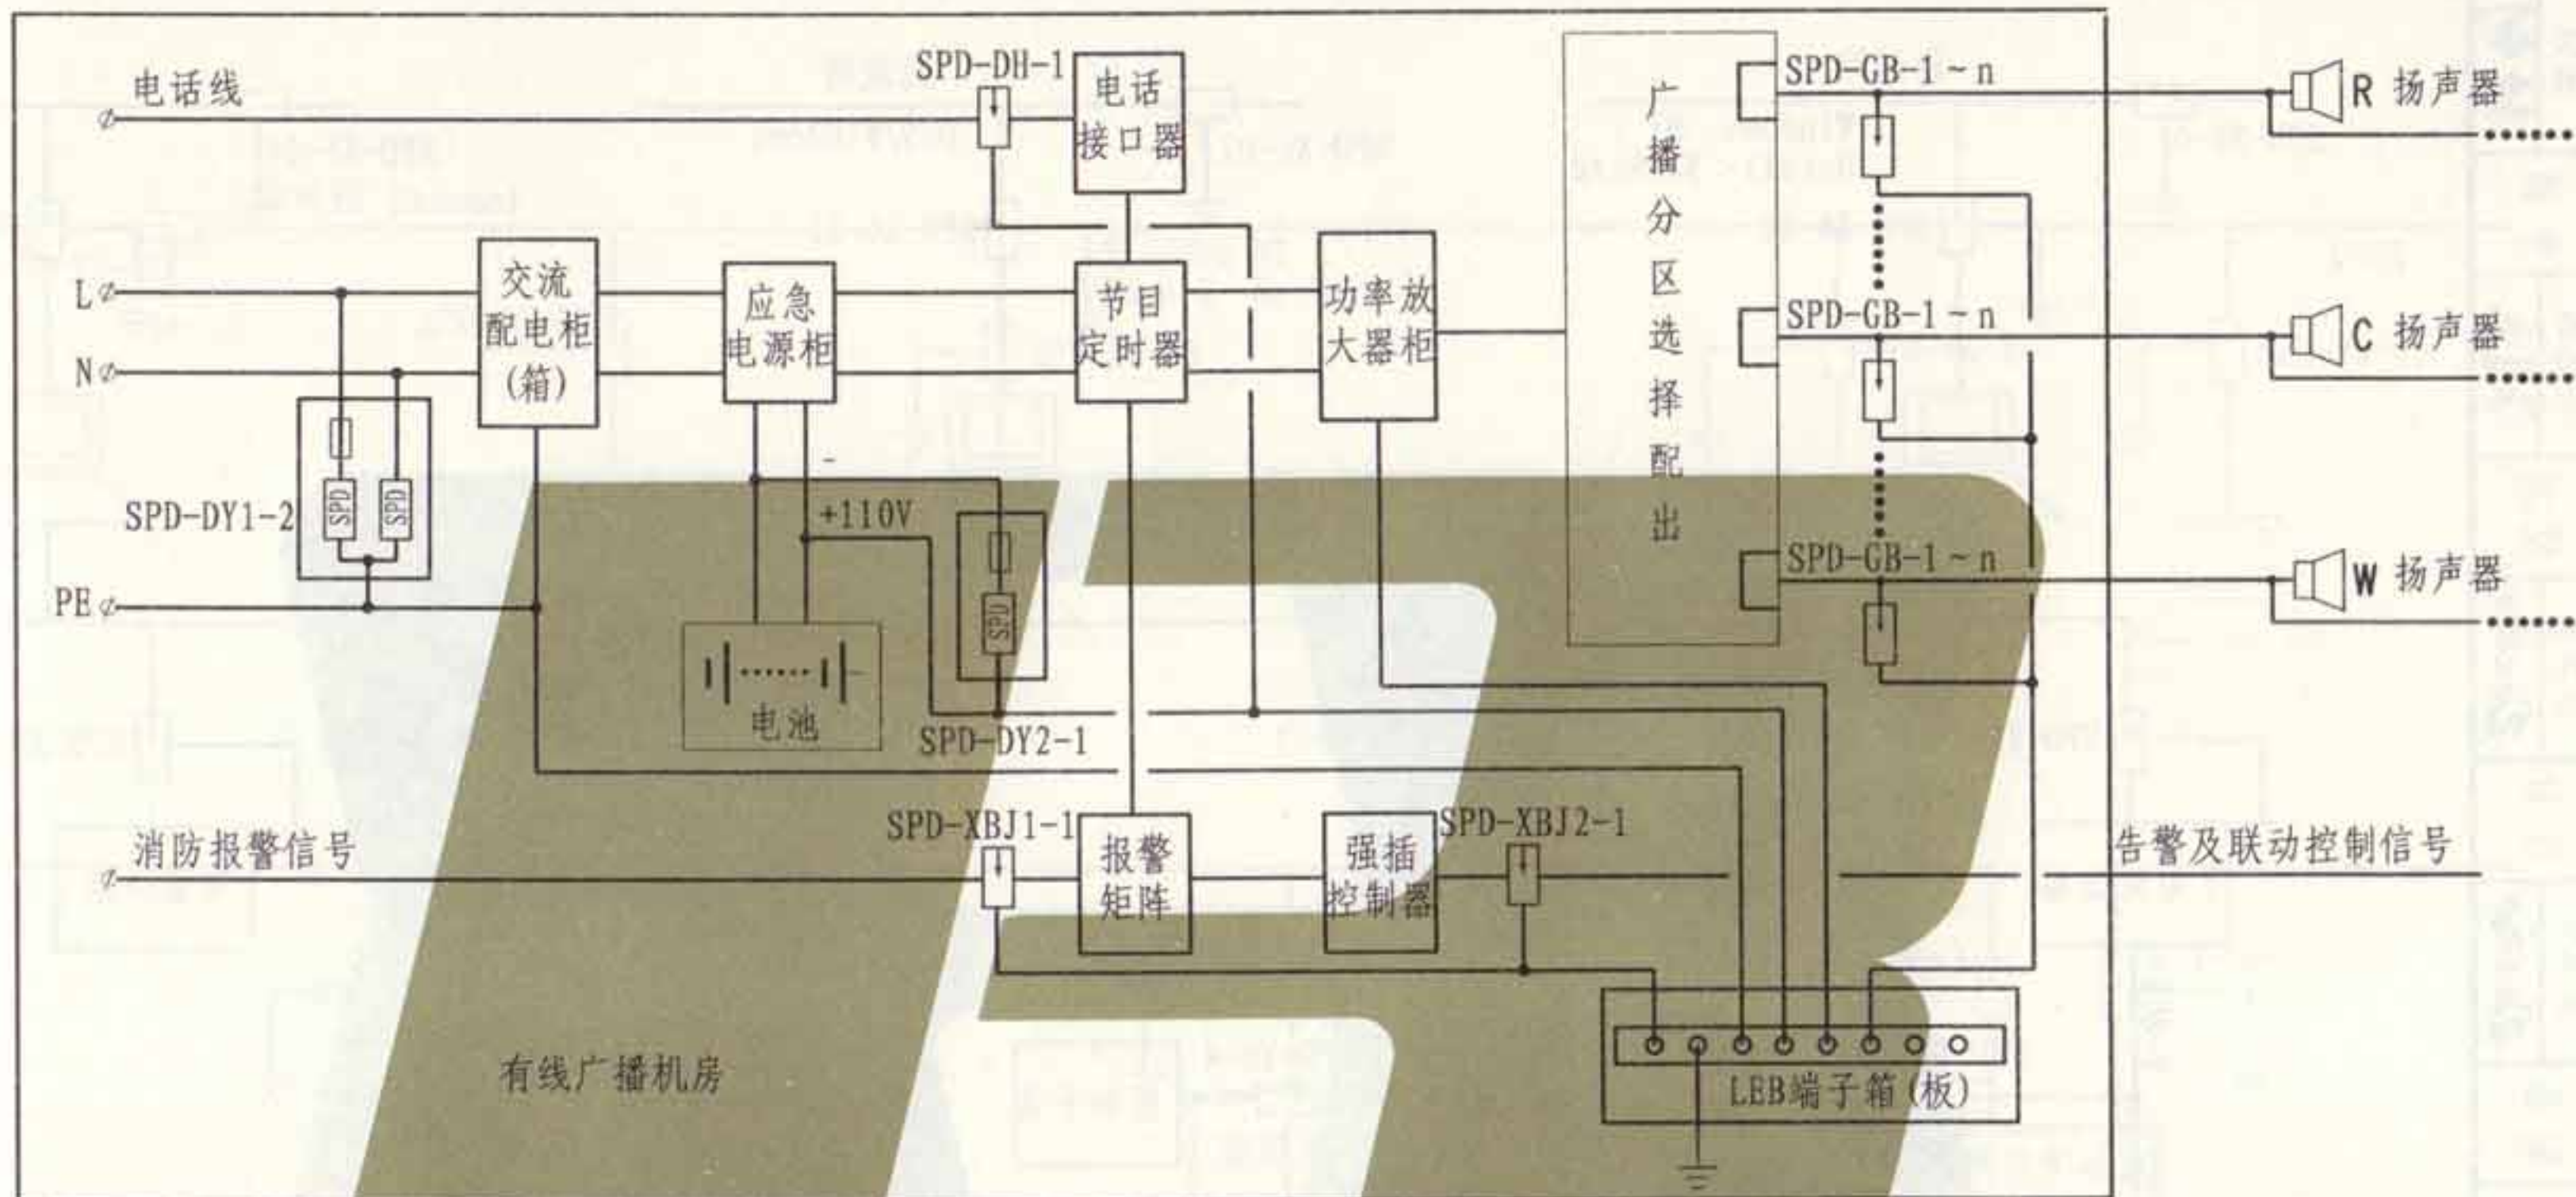 电话线
SPD-DH-1
电话
接口器
L
N
PE
交流
配电柜
(箱)
应急
电源柜
节目
定时器
功率放
大器柜
广播分区选择配出
SPD-GB-1~n
R 扬声器
SPD-GB-1~n
C 扬声器
SPD-GB-1~n
W 扬声器
SPD
SPD
SPD-DY1-2
-
+110V
SPD
电池
SPD-DY2-1
消防报警信号
SPD-XBJ1-1
报警
矩阵
强插
控制器
SPD-XBJ2-1
告警及联动控制信号
有线广播机房
LEB端子箱(板)